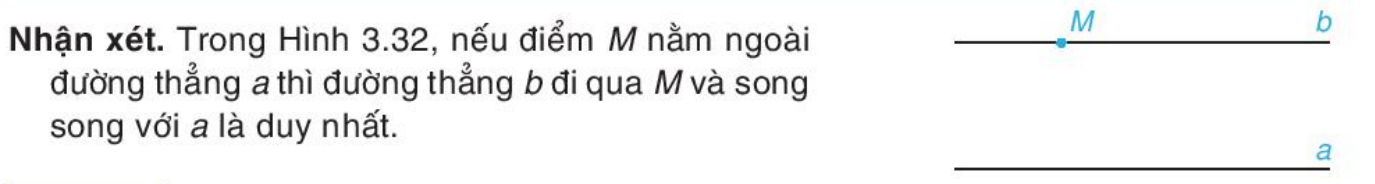 Nhận xét. Trong Hình 3.32, nếu điểm M nằm ngoài
đường thẳng a thì đường thẳng b đi qua M và song
song với a là duy nhất.
M
b
a